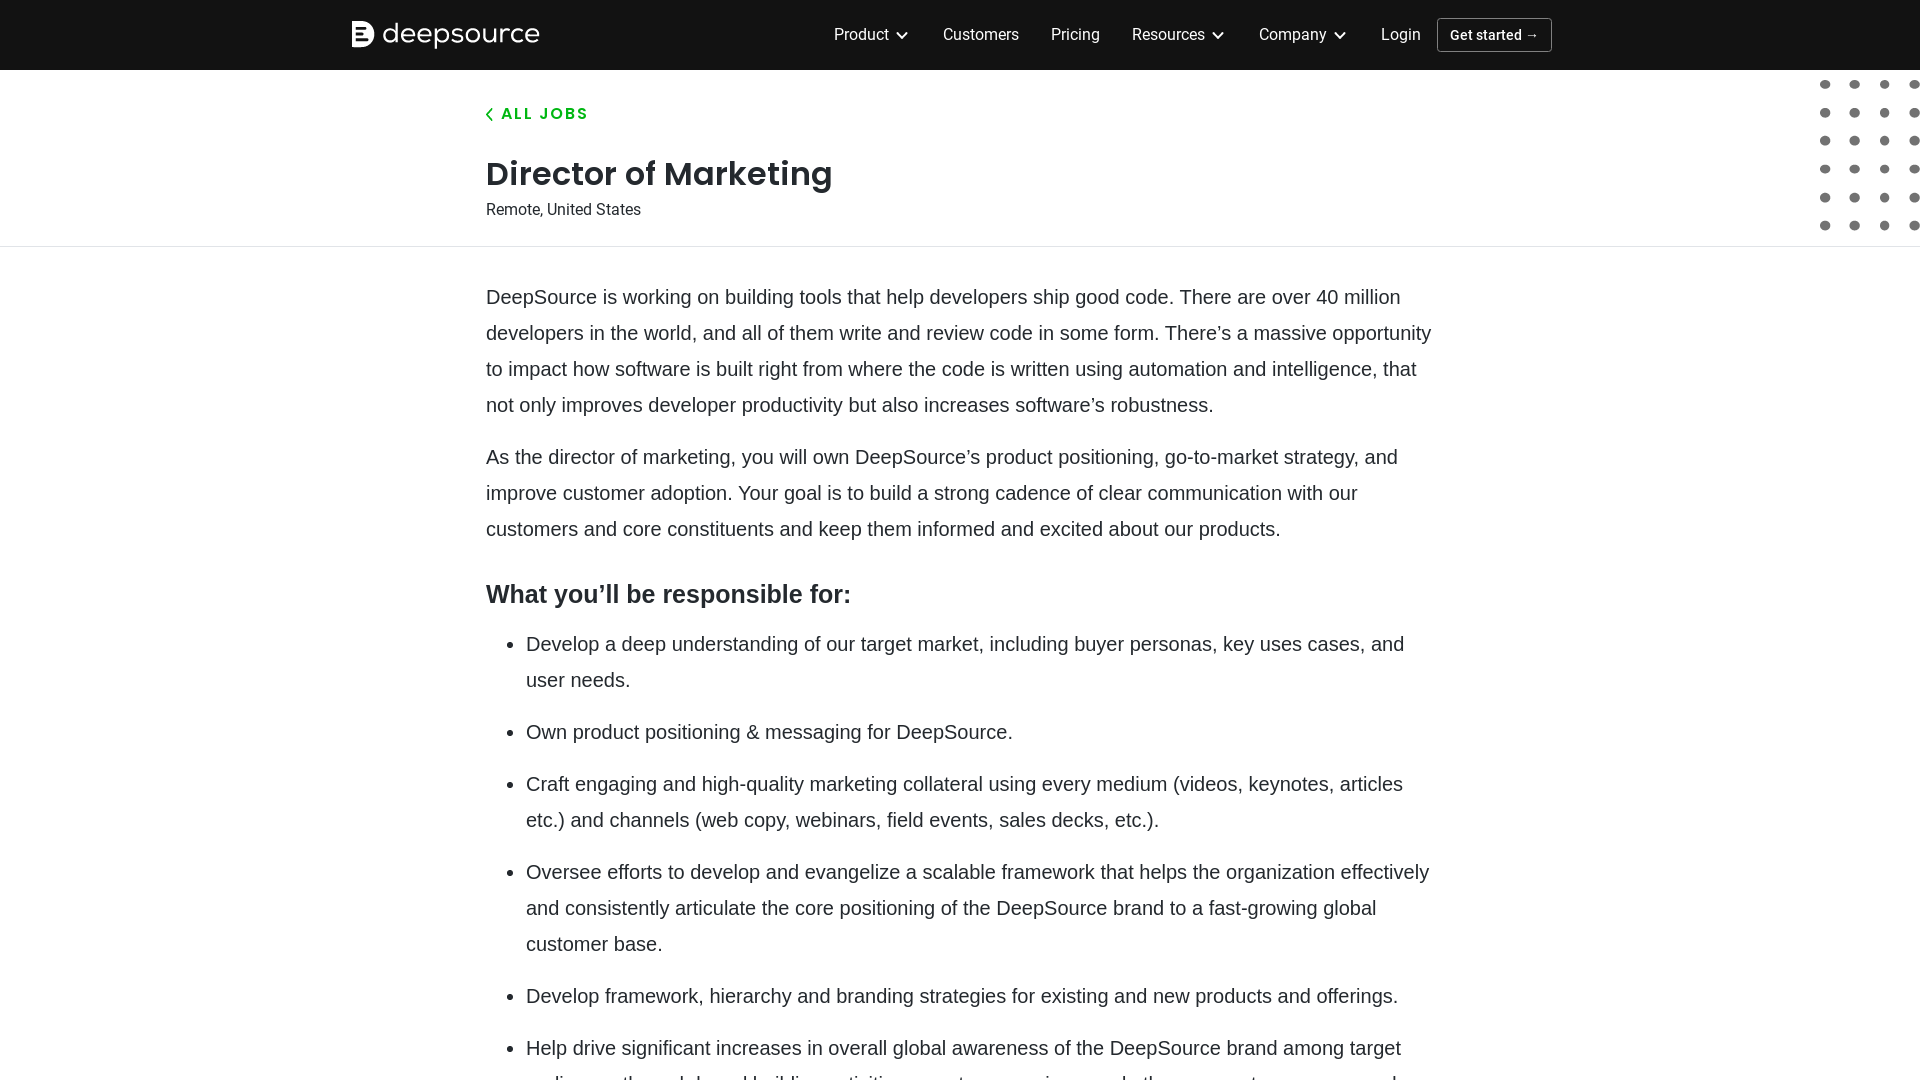 deepsource
Product
Customers
Pricing
Resources
Company
Login
Get started →
ALL JOBS
Director of Marketing
Remote, United States
DeepSource is working on building tools that help developers ship good code. There are over 40 million
developers in the world, and all of them write and review code in some form. There’s a massive opportunity
to impact how software is built right from where the code is written using automation and intelligence, that
not only improves developer productivity but also increases software’s robustness.
As the director of marketing, you will own DeepSource’s product positioning, go-to-market strategy, and
improve customer adoption. Your goal is to build a strong cadence of clear communication with our
customers and core constituents and keep them informed and excited about our products.
What you’ll be responsible for:
• Develop a deep understanding of our target market, including buyer personas, key uses cases, and
user needs.
• Own product positioning & messaging for DeepSource.
• Craft engaging and high-quality marketing collateral using every medium (videos, keynotes, articles
etc.) and channels (web copy, webinars, field events, sales decks, etc.).
• Oversee efforts to develop and evangelize a scalable framework that helps the organization effectively
and consistently articulate the core positioning of the DeepSource brand to a fast-growing global
customer base.
• Develop framework, hierarchy and branding strategies for existing and new products and offerings.
• Help drive significant increases in overall global awareness of the DeepSource brand among target